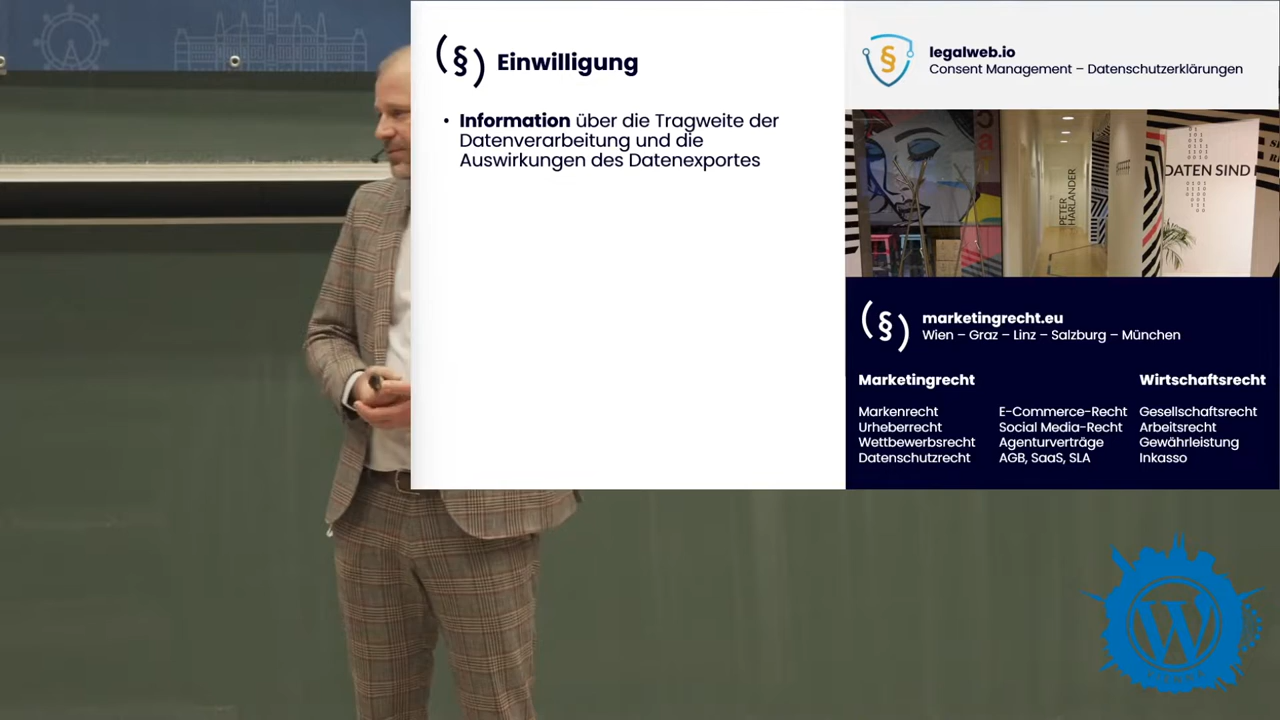 (§) Einwilligung
• Information über die Tragweite der
Datenverarbeitung und die
Auswirkungen des Datenexportes
§
legalweb.io
Consent Management – Datenschutzerklärungen
PETER
HARLANDER
DATEN SIND
(§)
marketingrecht.eu
Wien – Graz – Linz – Salzburg – München
Marketingrecht
Markenrecht
Urheberrecht
Wettbewerbsrecht
Datenschutzrecht
E-Commerce-Recht
Social Media-Recht
Agenturverträge
AGB, SaaS, SLA
Wirtschaftsrecht
Gesellschaftsrecht
Arbeitsrecht
Gewährleistung
Inkasso
W